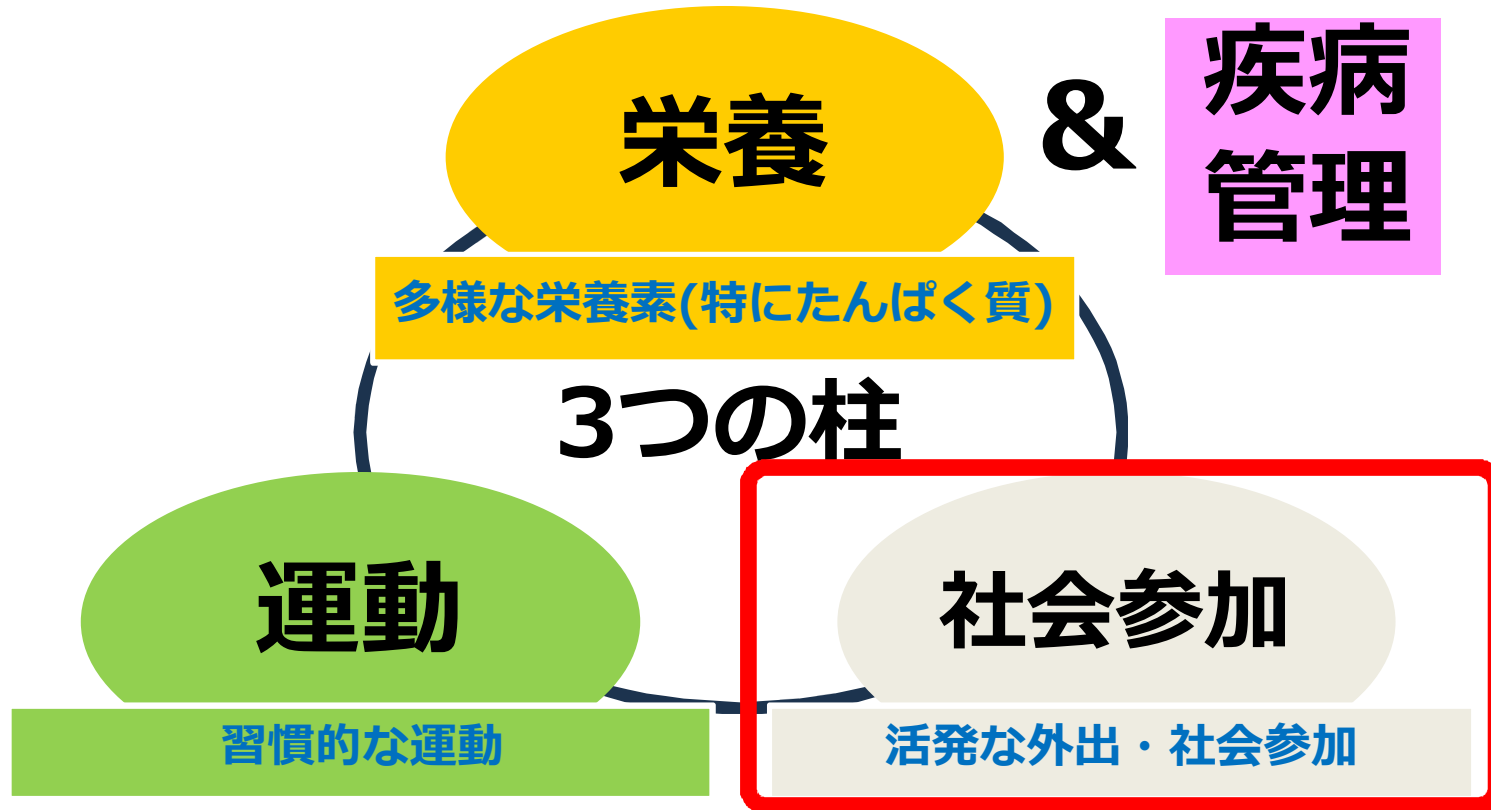 栄養
&
疾病
管理
多様な栄養素(特にたんぱく質)
3つの柱
運動
社会参加
習慣的な運動
活発な外出・社会参加